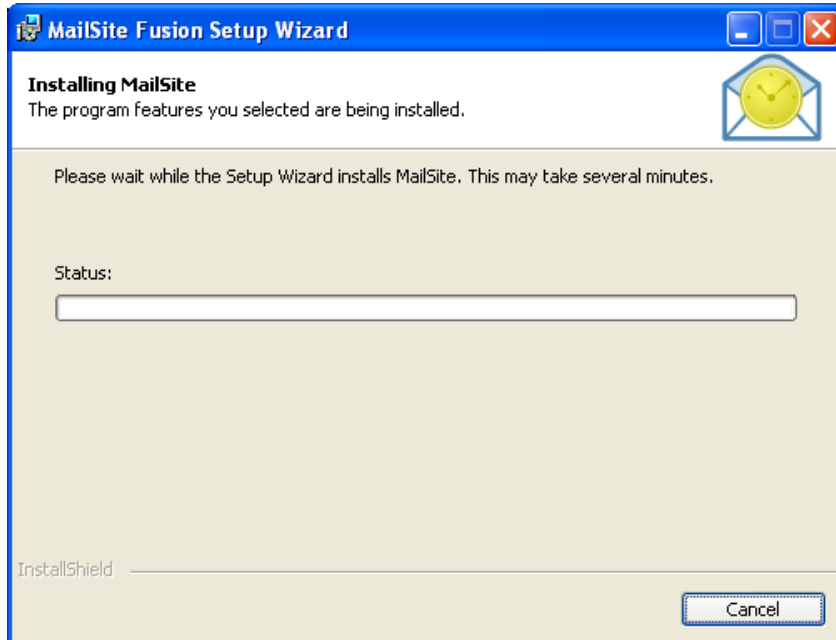 MailSite Fusion Setup Wizard
Installing MailSite
The program features you selected are being installed.
Please wait while the Setup Wizard installs MailSite. This may take several minutes.
Status:
InstallShield
Cancel